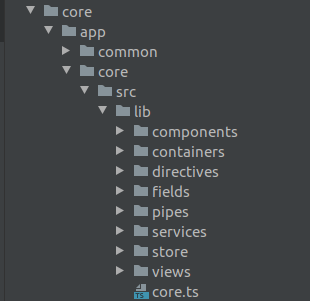 core
app
common
core
src
lib
components
containers
directives
fields
pipes
services
store
views
TS core.ts